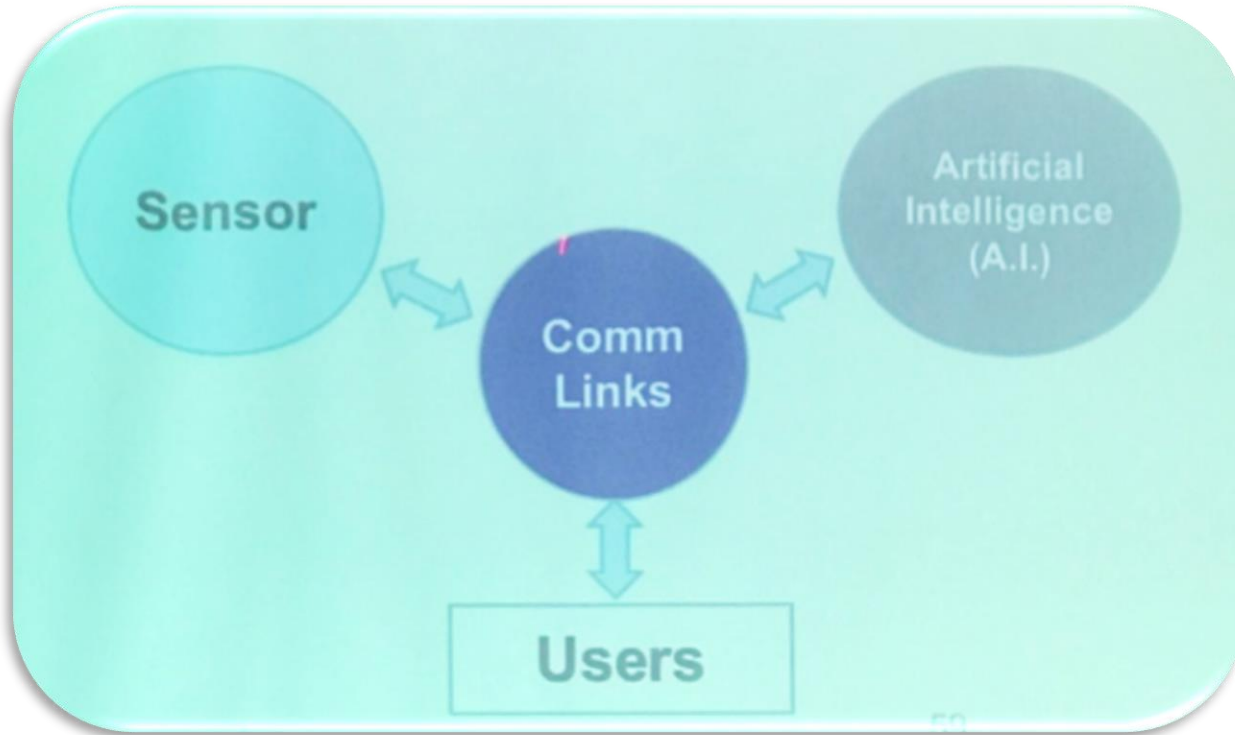 Sensor
Artificial
Intelligence
(A.I.)
Comm
Links
Users